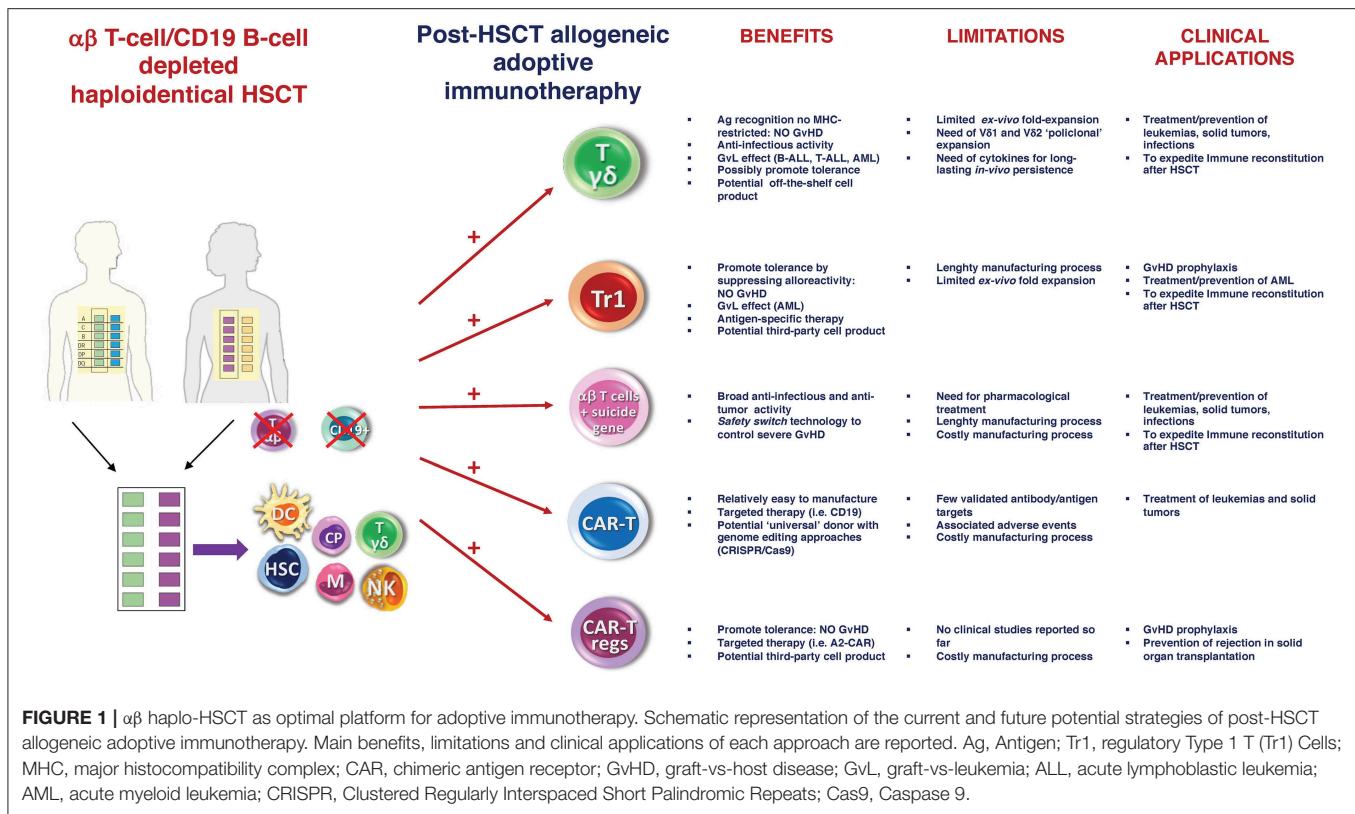 αβ T-cell/CD19 B-cell
depleted
haploidentical HSCT
Post-HSCT allogeneic
adoptive
immunotheraphy
BENEFITS
LIMITATIONS
CLINICAL
APPLICATIONS
A
C
B
DR
DP
DQ
T
αβ
CD19+
DC
CP
T
γδ
HSC
M
NK
+
T
γδ
▪ Ag recognition no MHC-
restricted: NO GvHD
▪ Anti-infectious activity
▪ GvL effect (B-ALL, T-ALL, AML)
▪ Possibly promote tolerance
▪ Potential off-the-shelf cell
product
▪ Limited ex-vivo fold-expansion
▪ Need of Vδ1 and Vδ2 ‘policlonal’
expansion
▪ Need of cytokines for long-
lasting in-vivo persistence
▪ Treatment/prevention of
leukemias, solid tumors,
infections
▪ To expedite Immune reconstitution
after HSCT
+
Tr1
▪ Promote tolerance by
suppressing alloreactivity:
NO GvHD
▪ GvL effect (AML)
▪ Antigen-specific therapy
▪ Potential third-party cell product
▪ Lenghty manufacturing process
▪ Limited ex-vivo fold expansion
▪ GvHD prophylaxis
▪ Treatment/prevention of AML
▪ To expedite Immune reconstitution
after HSCT
+
αβ T cells
+ suicide
gene
▪ Broad anti-infectious and anti-
tumor activity
▪ Safety switch technology to
control severe GvHD
▪ Need for pharmacological
treatment
▪ Lenghty manufacturing process
▪ Costly manufacturing process
▪ Treatment/prevention of
leukemias, solid tumors,
infections
▪ To expedite Immune reconstitution
after HSCT
+
CAR-T
▪ Relatively easy to manufacture
▪ Targeted therapy (i.e. CD19)
▪ Potential ‘universal’ donor with
genome editing approaches
(CRISPR/Cas9)
▪ Few validated antibody/antigen
targets
▪ Associated adverse events
▪ Costly manufacturing process
▪ Treatment of leukemias and solid
tumors
+
CAR-T
regs
▪ Promote tolerance: NO GvHD
▪ Targeted therapy (i.e. A2-CAR)
▪ Potential third-party cell product
▪ No clinical studies reported so
far
▪ Costly manufacturing process
▪ GvHD prophylaxis
▪ Prevention of rejection in solid
organ transplantation
FIGURE 1 | αβ haplo-HSCT as optimal platform for adoptive immunotherapy. Schematic representation of the current and future potential strategies of post-HSCT
allogeneic adoptive immunotherapy. Main benefits, limitations and clinical applications of each approach are reported. Ag, Antigen; Tr1, regulatory Type 1 T (Tr1) Cells;
MHC, major histocompatibility complex; CAR, chimeric antigen receptor; GvHD, graft-vs-host disease; GvL, graft-vs-leukemia; ALL, acute lymphoblastic leukemia;
AML, acute myeloid leukemia; CRISPR, Clustered Regularly Interspaced Short Palindromic Repeats; Cas9, Caspase 9.